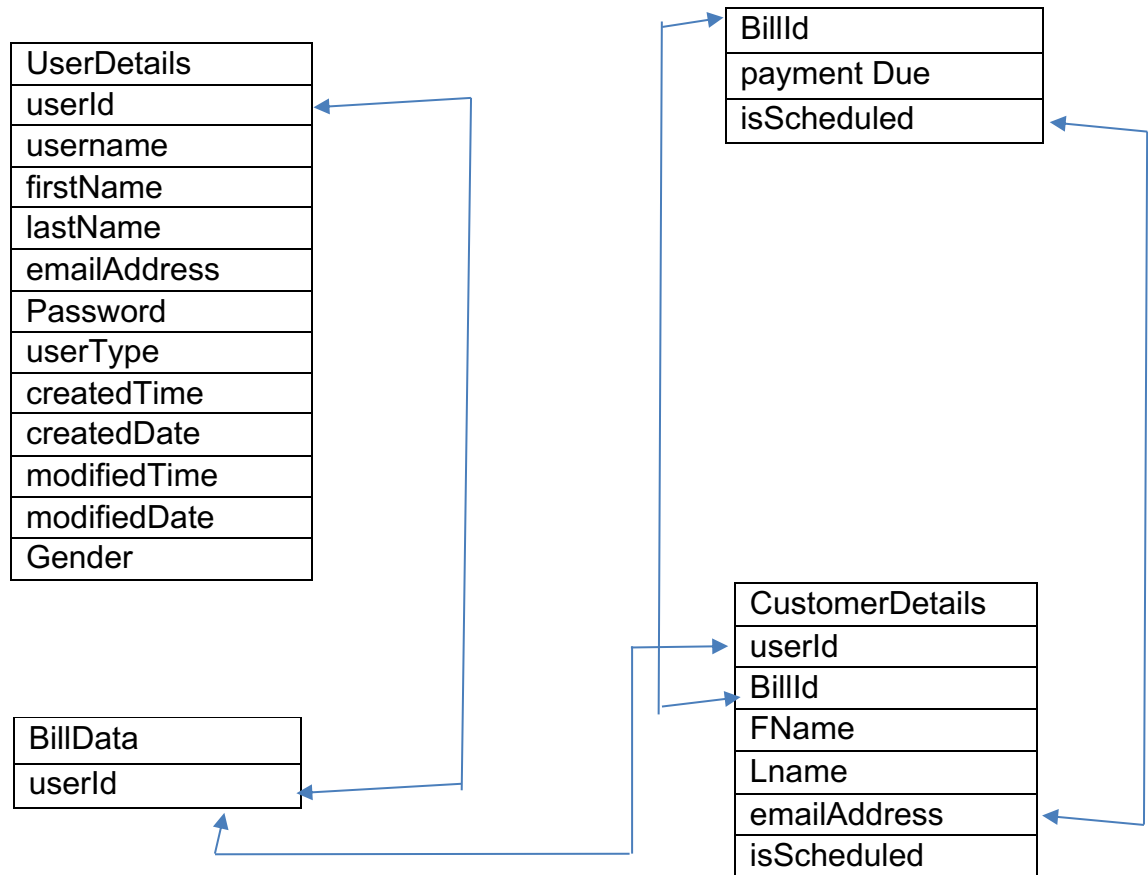 UserDetails
userId
username
firstName
lastName
emailAddress
Password
userType
createdTime
createdDate
modifiedTime
modifiedDate
Gender
BillId
payment Due
isScheduled
BillData
userId
CustomerDetails
userId
BillId
FName
Lname
emailAddress
isScheduled